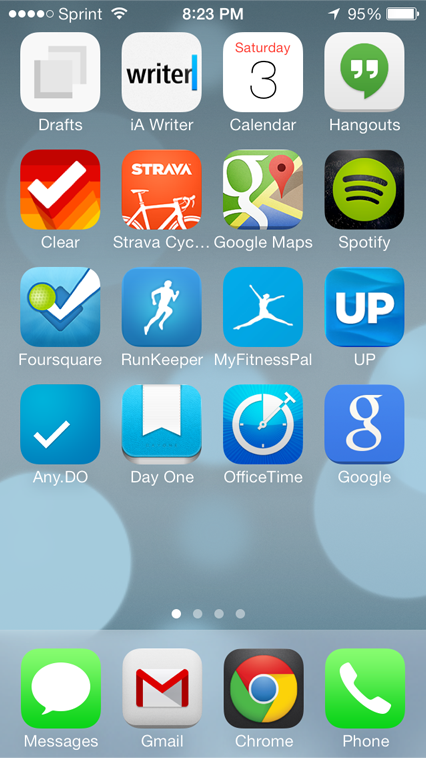 Sprint 8:23 PM 95%
writer
Saturday
3
Drafts iA Writer Calendar Hangouts
STRAVA
g
Clear Strava Cyc... Google Maps Spotify
UP
Foursquare RunKeeper MyFitnessPal UP
g
Any.DO Day One OfficeTime Google
Messages Gmail Chrome Phone